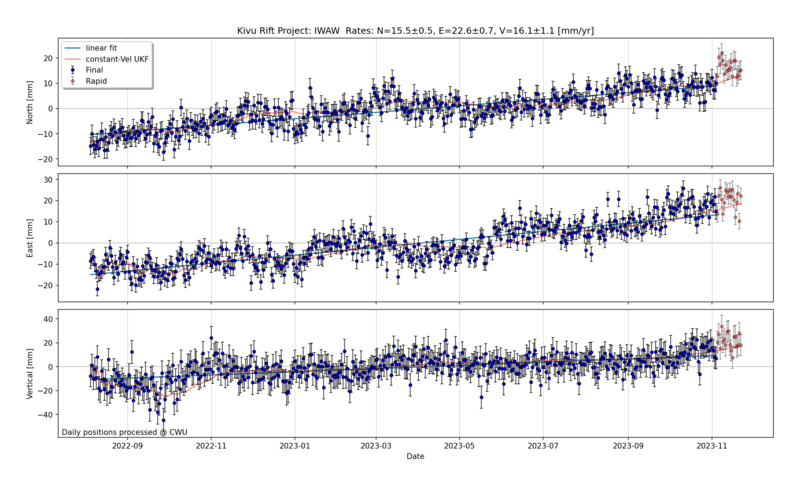 Kivu Rift Project: IWAW  Rates: N=15.5±0.5, E=22.6±0.7, V=16.1±1.1 [mm/yr]
linear fit
constant-Vel UKF
Final
Rapid
North [mm]
20
10
0
−10
−20
East [mm]
30
20
10
0
−10
−20
Vertical [mm]
40
20
0
−20
−40
Daily positions processed @ CWU
2022-09 2022-11 2023-01 2023-03 2023-05 2023-07 2023-09 2023-11
Date